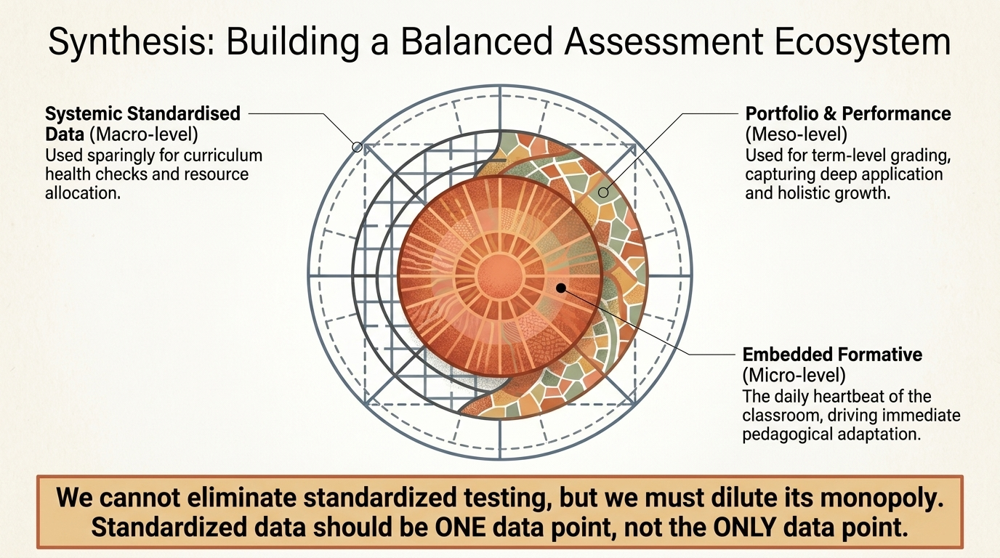 Synthesis: Building a Balanced Assessment Ecosystem
Systemic Standardised
Data (Macro-level)
Used sparingly for curriculum
health checks and resource
allocation.
Portfolio & Performance
(Meso-level)
Used for term-level grading,
capturing deep application
and holistic growth.
Embedded Formative
(Micro-level)
The daily heartbeat of the
classroom, driving immediate
pedagogical adaptation.
We cannot eliminate standardized testing, but we must dilute its monopoly.
Standardized data should be ONE data point, not the ONLY data point.